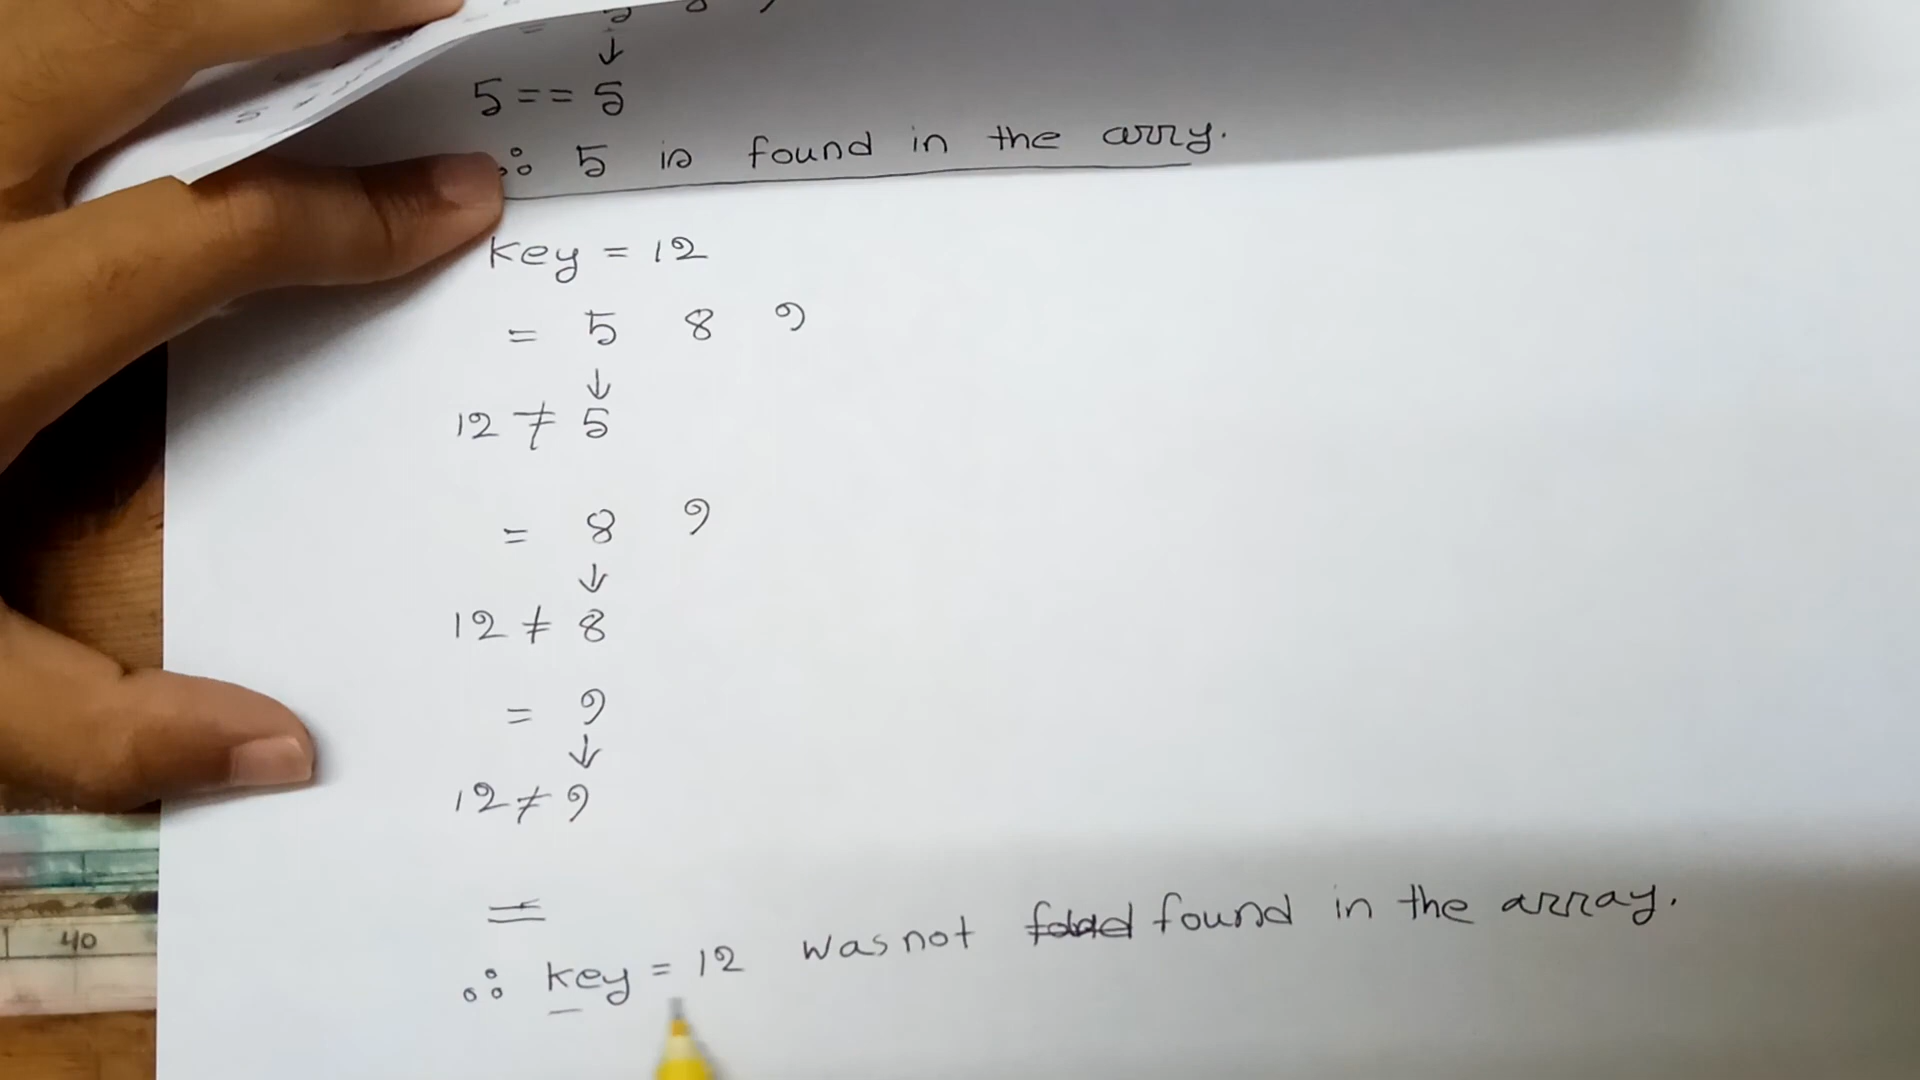 5 == 5
∴ 5 is found in the arry.
key = 12
= 5 8 9
↓
12 ≠ 5
= 8 9
↓
12 ≠ 8
= 9
↓
12 ≠ 9
=
∴ key = 12 was not found in the array.
40